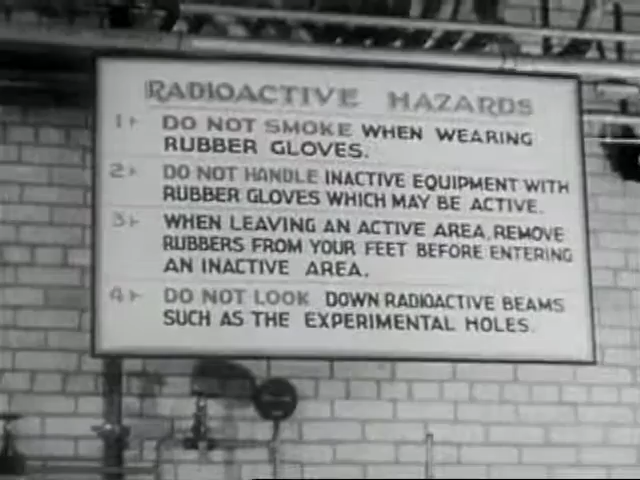 RADIOACTIVE HAZARDS
1 DO NOT SMOKE WHEN WEARING
RUBBER GLOVES.
2 DO NOT HANDLE INACTIVE EQUIPMENT WITH
RUBBER GLOVES WHICH MAY BE ACTIVE.
3 WHEN LEAVING AN ACTIVE AREA, REMOVE
RUBBERS FROM YOUR FEET BEFORE ENTERING
AN INACTIVE AREA.
4 DO NOT LOOK DOWN RADIOACTIVE BEAMS
SUCH AS THE EXPERIMENTAL HOLES.